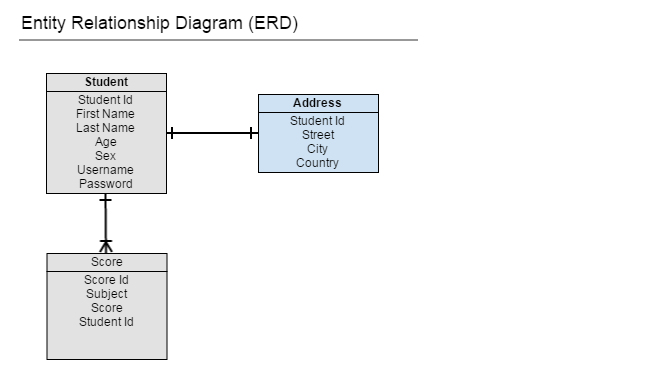 Entity Relationship Diagram (ERD)
Student
Student Id
First Name
Last Name
Age
Sex
Username
Password
Address
Student Id
Street
City
Country
Score
Score Id
Subject
Score
Student Id